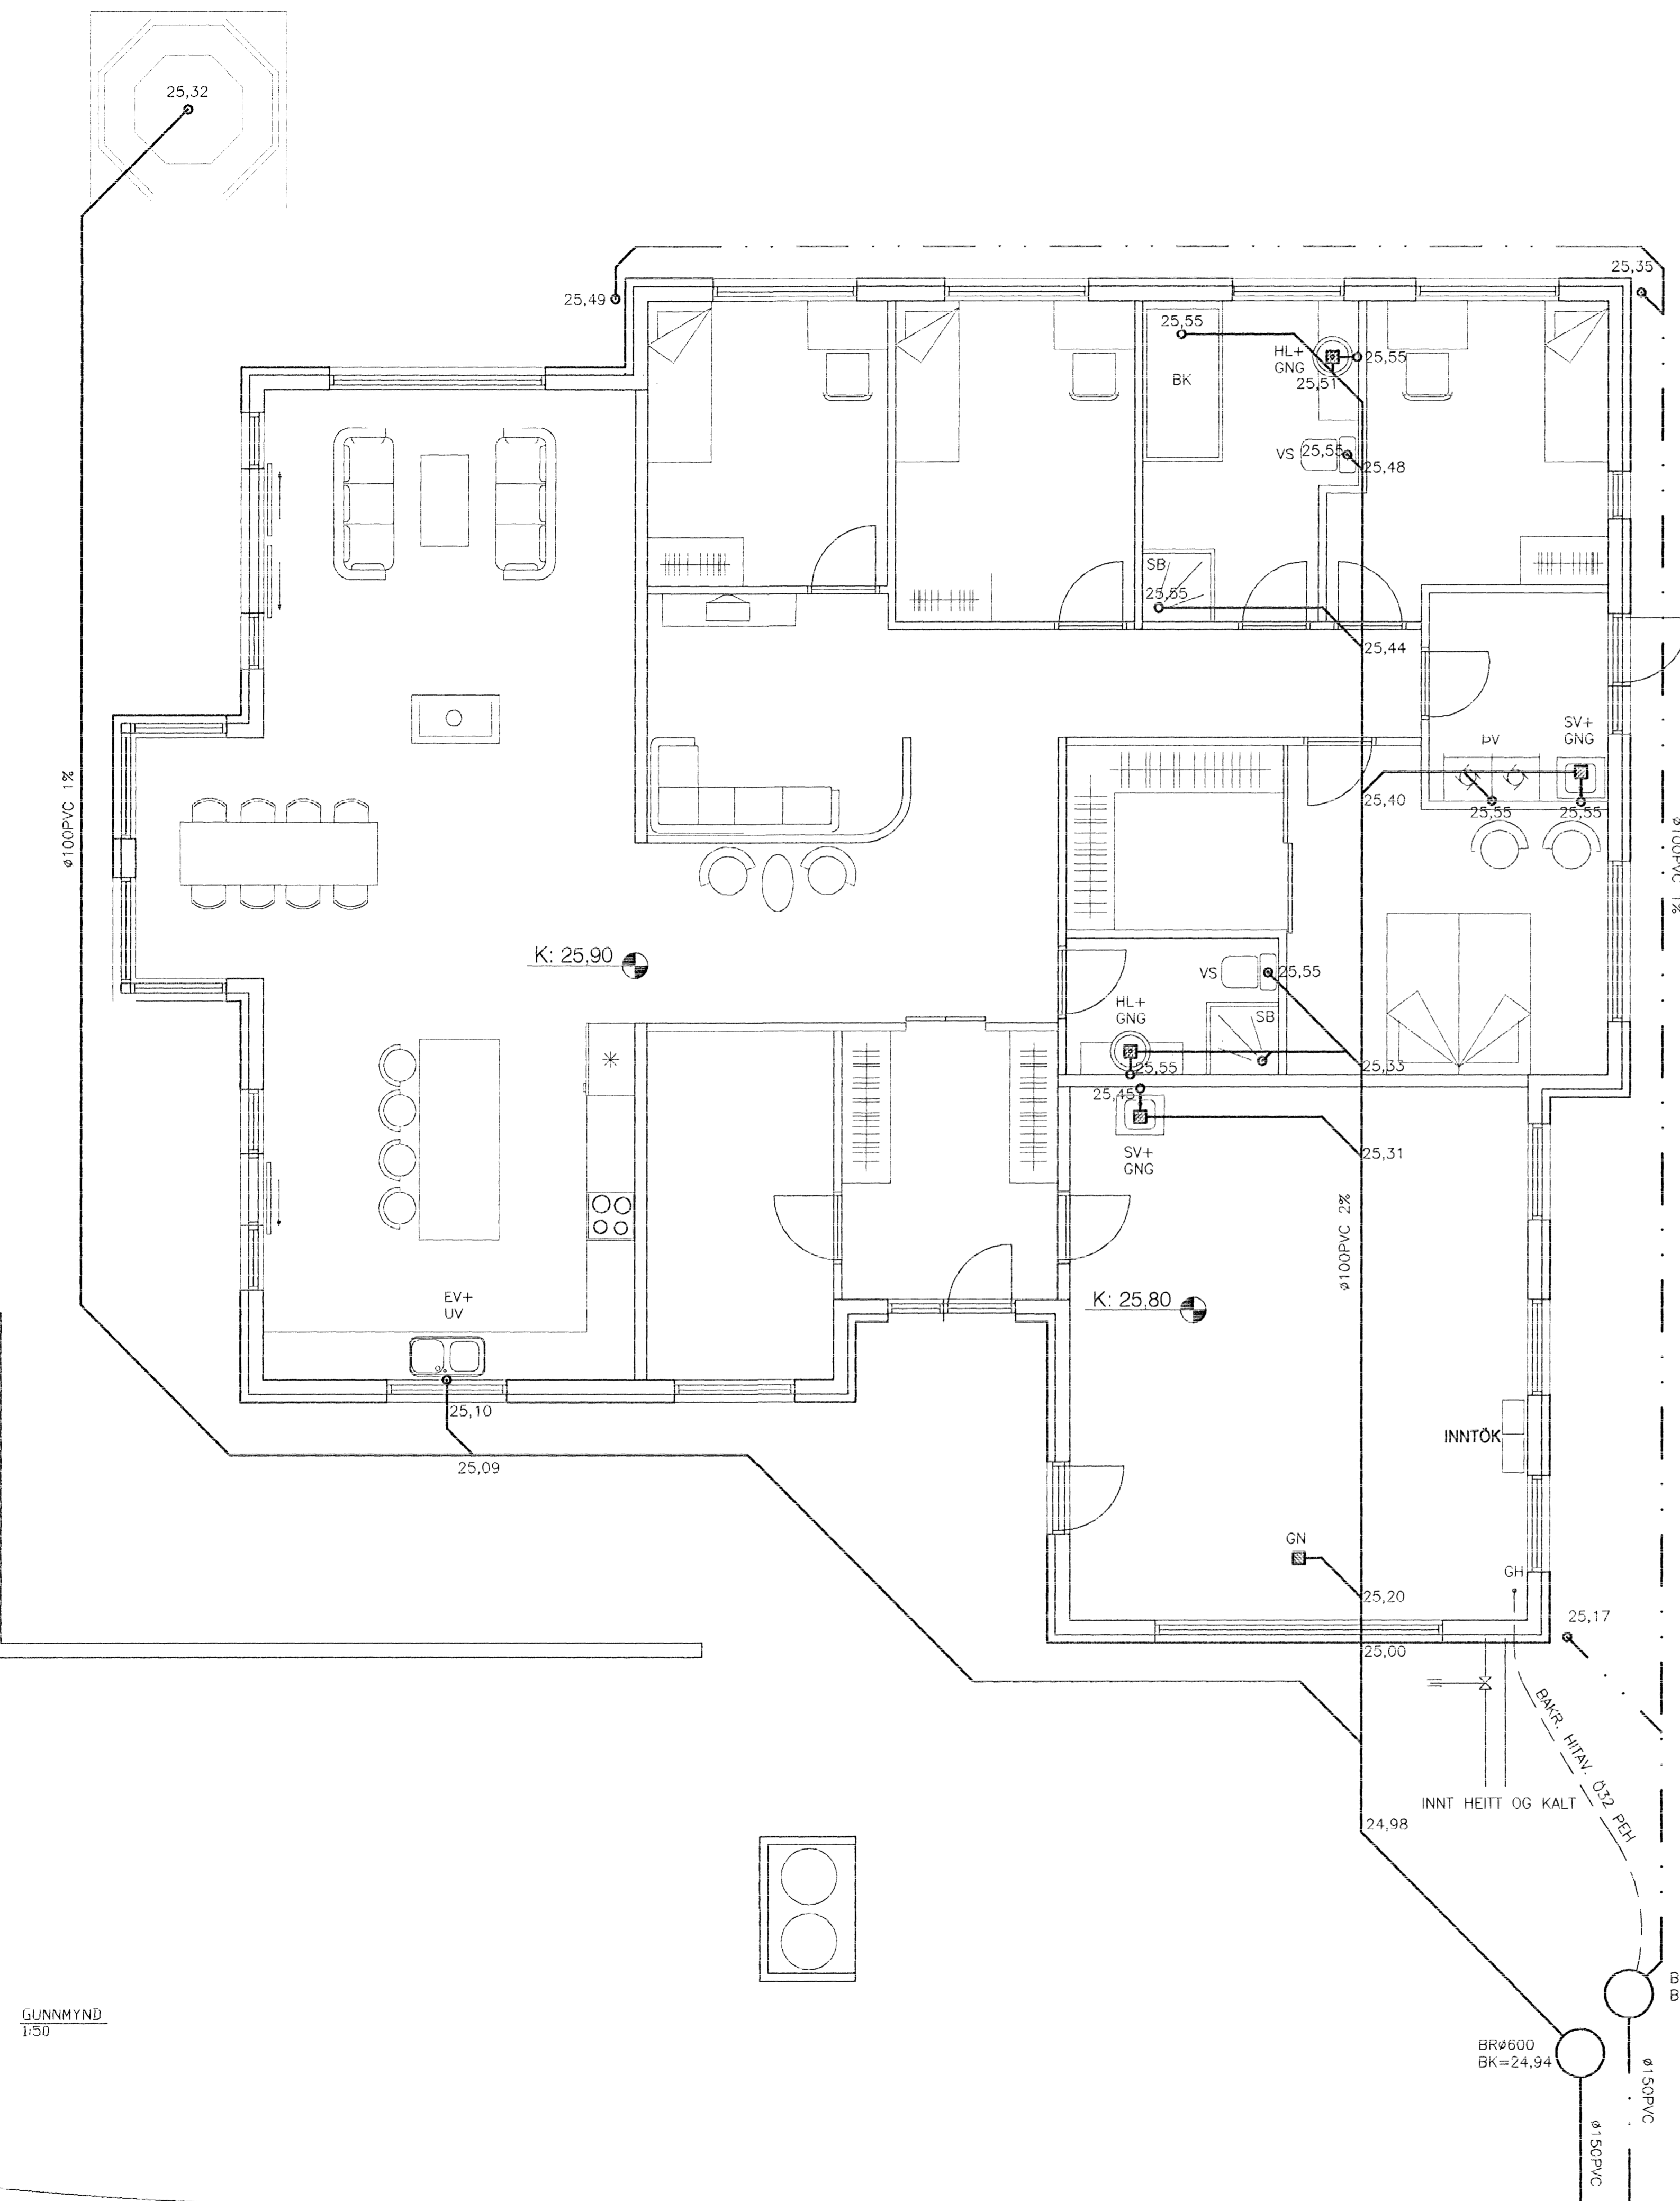 25,32
25,35
25,49
25,55
HL+
GNG
25,55
25,51
BK
VS
25,55
25,48
SB
25,55
25,44
SV+
GNG
ÞV
25,40
25,55
25,55
ø100PVC 1%
ø100PVC 1%
K: 25,90
VS
25,55
HL+
GNG
SB
25,55
25,33
25,45
SV+
GNG
25,31
ø100PVC 2%
EV+
UV
K: 25,80
25,10
25,09
INNTÖK
GN
GH
25,20
25,17
25,00
BAKR. HITAV. Ö32 PEH
INNT HEITT OG KALT
24,98
B
B
GUNNMYND
1:50
BRø600
BK=24,94
ø150PVC
ø150PVC